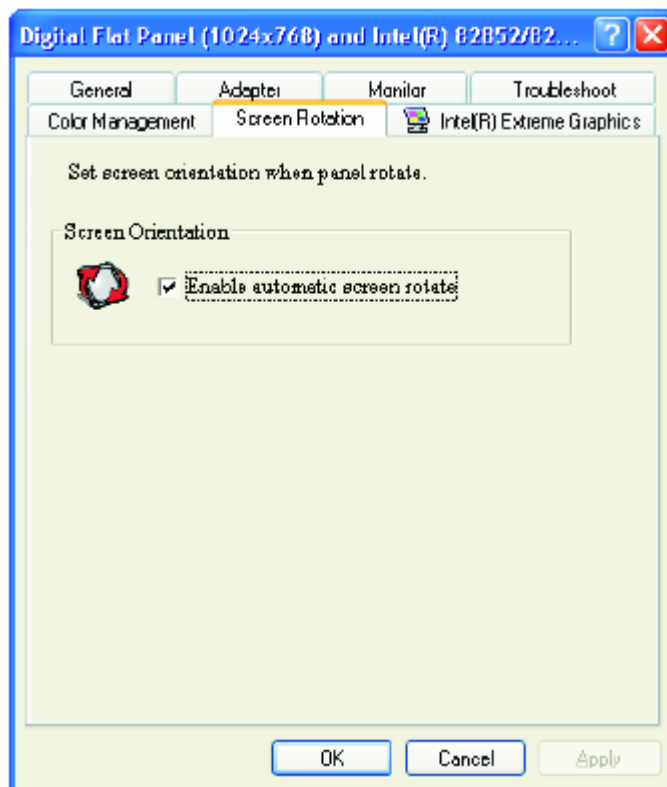 Digital Flat Panel (1024x768) and Intel(R) 82852/82...
General Adapter Monitor Troubleshoot
Color Management Screen Rotation Intel(R) Extreme Graphics
Set screen orientation when panel rotate.
Screen Orientation
Enable automatic screen rotate
OK Cancel Apply